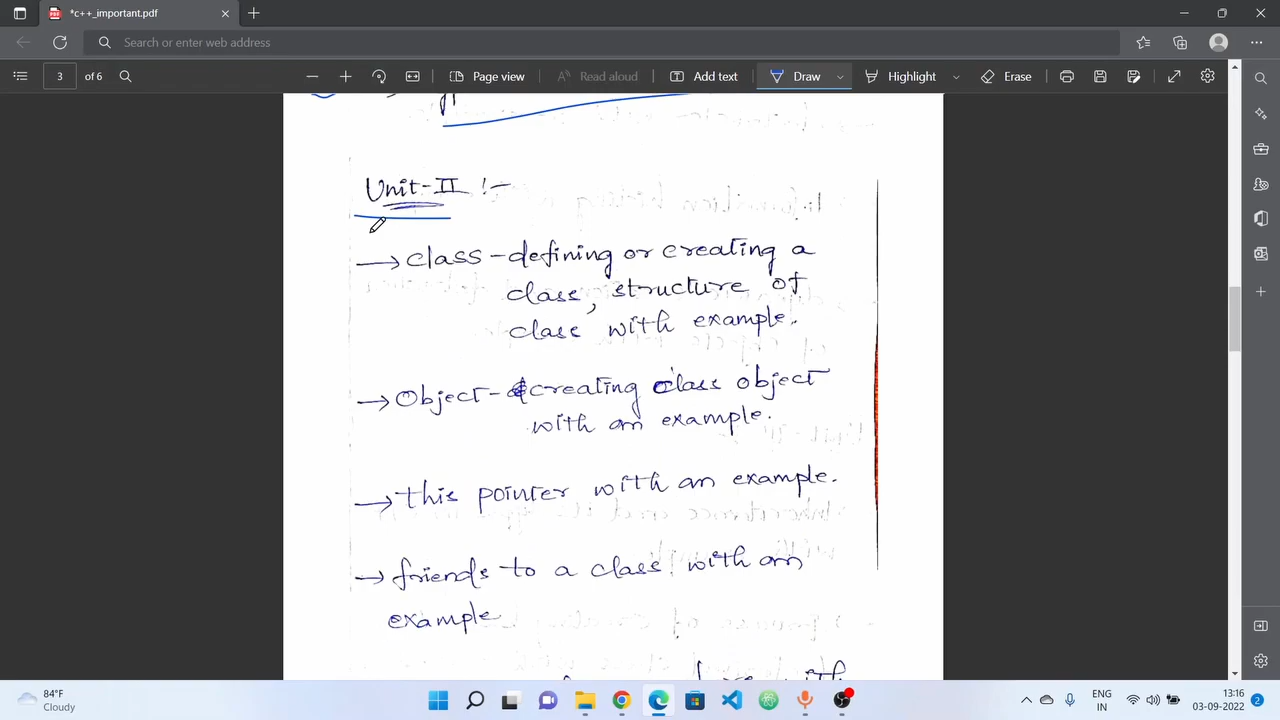 *c++_important.pdf
Search or enter web address
3 of 6
Page view
Read aloud
Add text
Draw
Highlight
Erase
Unit-II :-
→ class - defining or creating a
class, structure of
class with example.
→ Object - creating class object
with an example.
→ this pointer with an example.
→ friends to a class with an
example
with
84°F
Cloudy
ENG
IN
13:16
03-09-2022
2